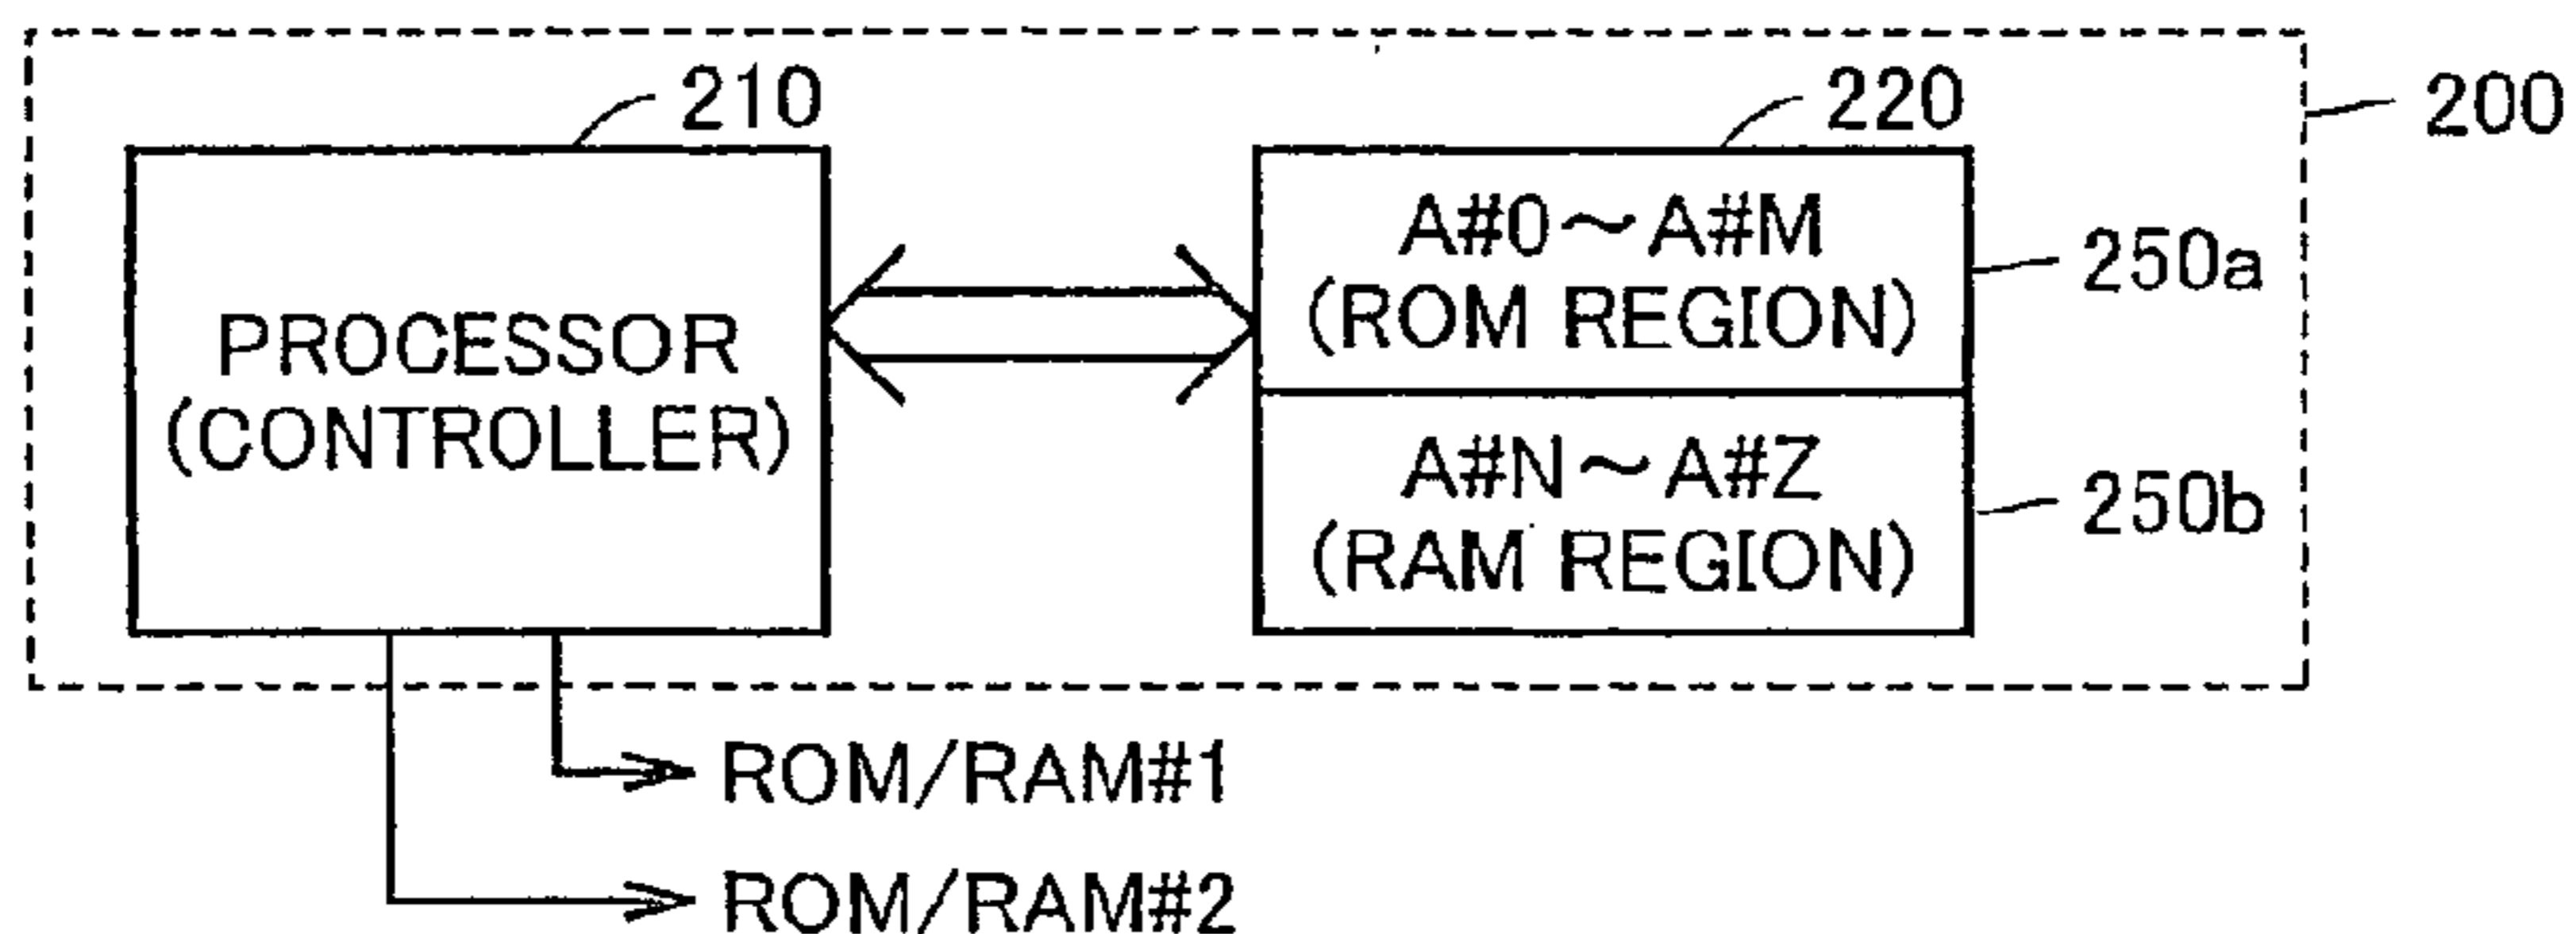 210
220
200
PROCESSOR
(CONTROLLER)
A#0～A#M
(ROM REGION)
250a
A#N～A#Z
(RAM REGION)
250b
ROM/RAM#1
ROM/RAM#2